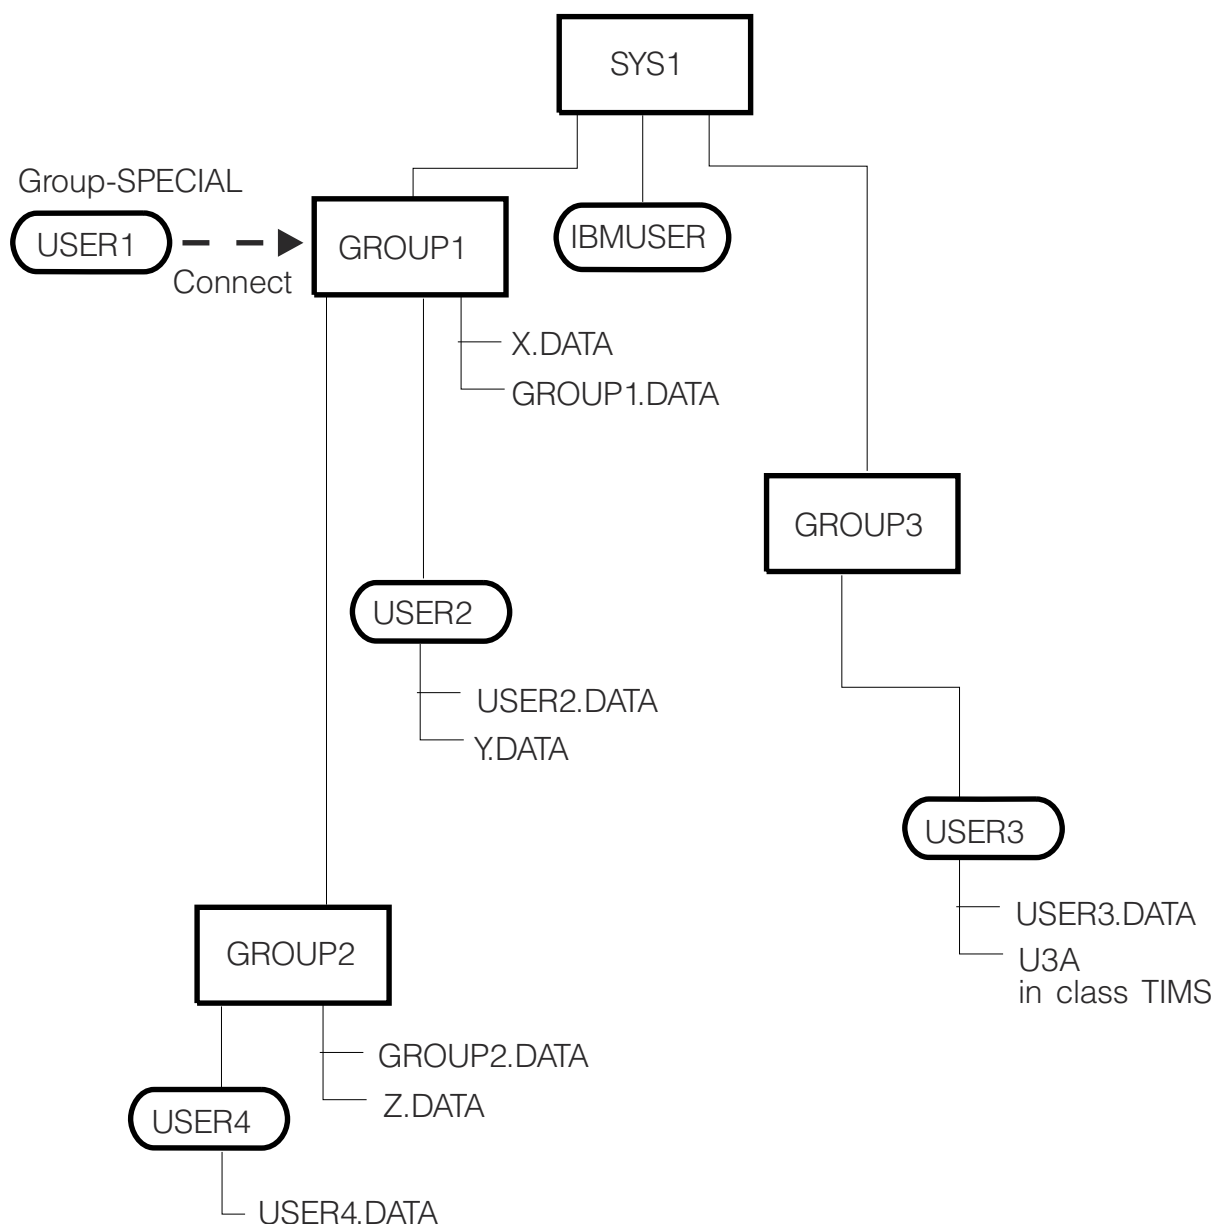 SYS1
Group-SPECIAL
USER1
Connect
GROUP1
IBMUSER
X.DATA
GROUP1.DATA
GROUP3
USER2
USER2.DATA
Y.DATA
USER3
USER3.DATA
U3A
in class TIMS
GROUP2
GROUP2.DATA
Z.DATA
USER4
USER4.DATA